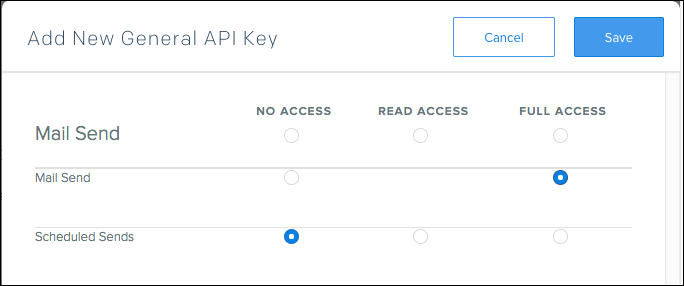 Add New General API Key
Cancel
Save
NO ACCESS READ ACCESS FULL ACCESS
Mail Send
Mail Send
Scheduled Sends